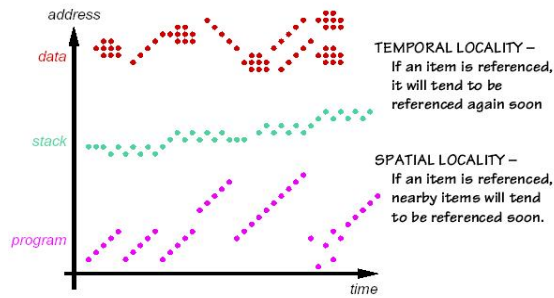 address
data
stack
program
time
TEMPORAL LOCALITY –
If an item is referenced,
it will tend to be
referenced again soon
SPATIAL LOCALITY –
If an item is referenced,
nearby items will tend
to be referenced soon.